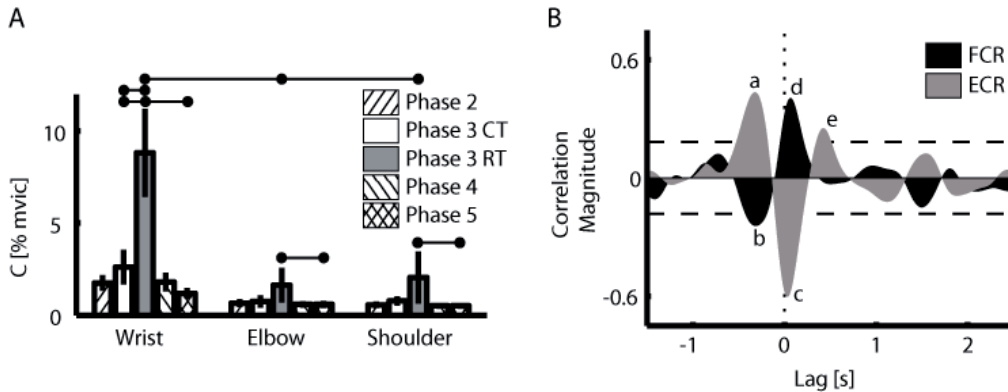 A
C [% mvic]
10
5
0
Phase 2
Phase 3 CT
Phase 3 RT
Phase 4
Phase 5
Wrist
Elbow
Shoulder
B
Correlation
Magnitude
0.6
0
-0.6
a
d
e
b
c
FCR
ECR
-1
0
1
2
Lag [s]